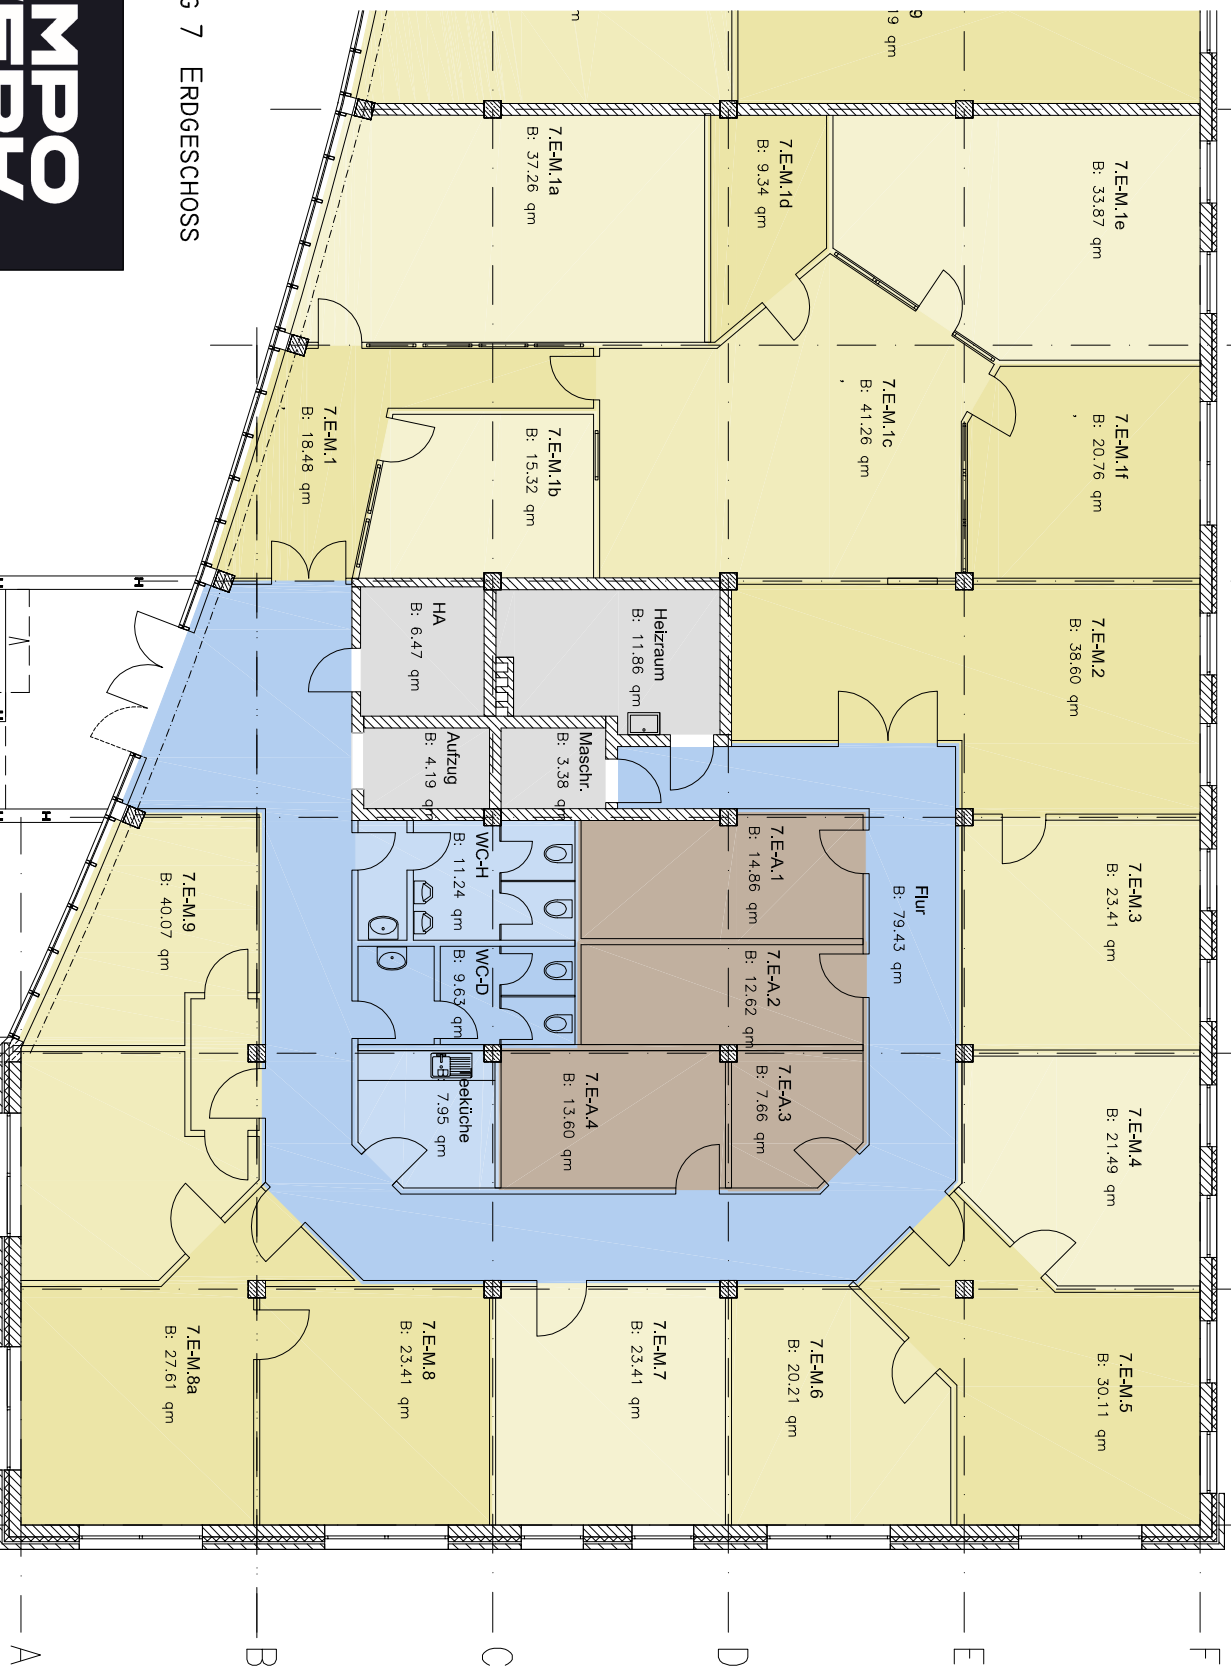 7 ERDGESCHOSS
19 qm
7.E-M.1a
B: 37.26 qm
7.E-M.1d
B: 9.34 qm
7.E-M.1e
B: 33.87 qm
7.E-M.1
B: 18.48 qm
7.E-M.1b
B: 15.32 qm
7.E-M.1c
B: 41.26 qm
7.E-M.1f
B: 20.76 qm
HA
B: 6.47 qm
Heizraum
B: 11.86 qm
7.E-M.2
B: 38.60 qm
Aufzug
B: 4.19 qm
Maschr.
B: 3.38 qm
7.E-M.9
B: 40.07 qm
WC-H
B: 11.24 qm
7.E-A.1
B: 14.86 qm
Flur
B: 79.43 qm
7.E-M.3
B: 23.41 qm
WC-D
B: 9.63 qm
7.E-A.2
B: 12.62 qm
eeküche
B: 7.95 qm
7.E-A.4
B: 13.60 qm
7.E-A.3
B: 7.66 qm
7.E-M.4
B: 21.49 qm
7.E-M.8a
B: 27.61 qm
7.E-M.8
B: 23.41 qm
7.E-M.7
B: 23.41 qm
7.E-M.6
B: 20.21 qm
7.E-M.5
B: 30.11 qm
A
B
C
D
E
F